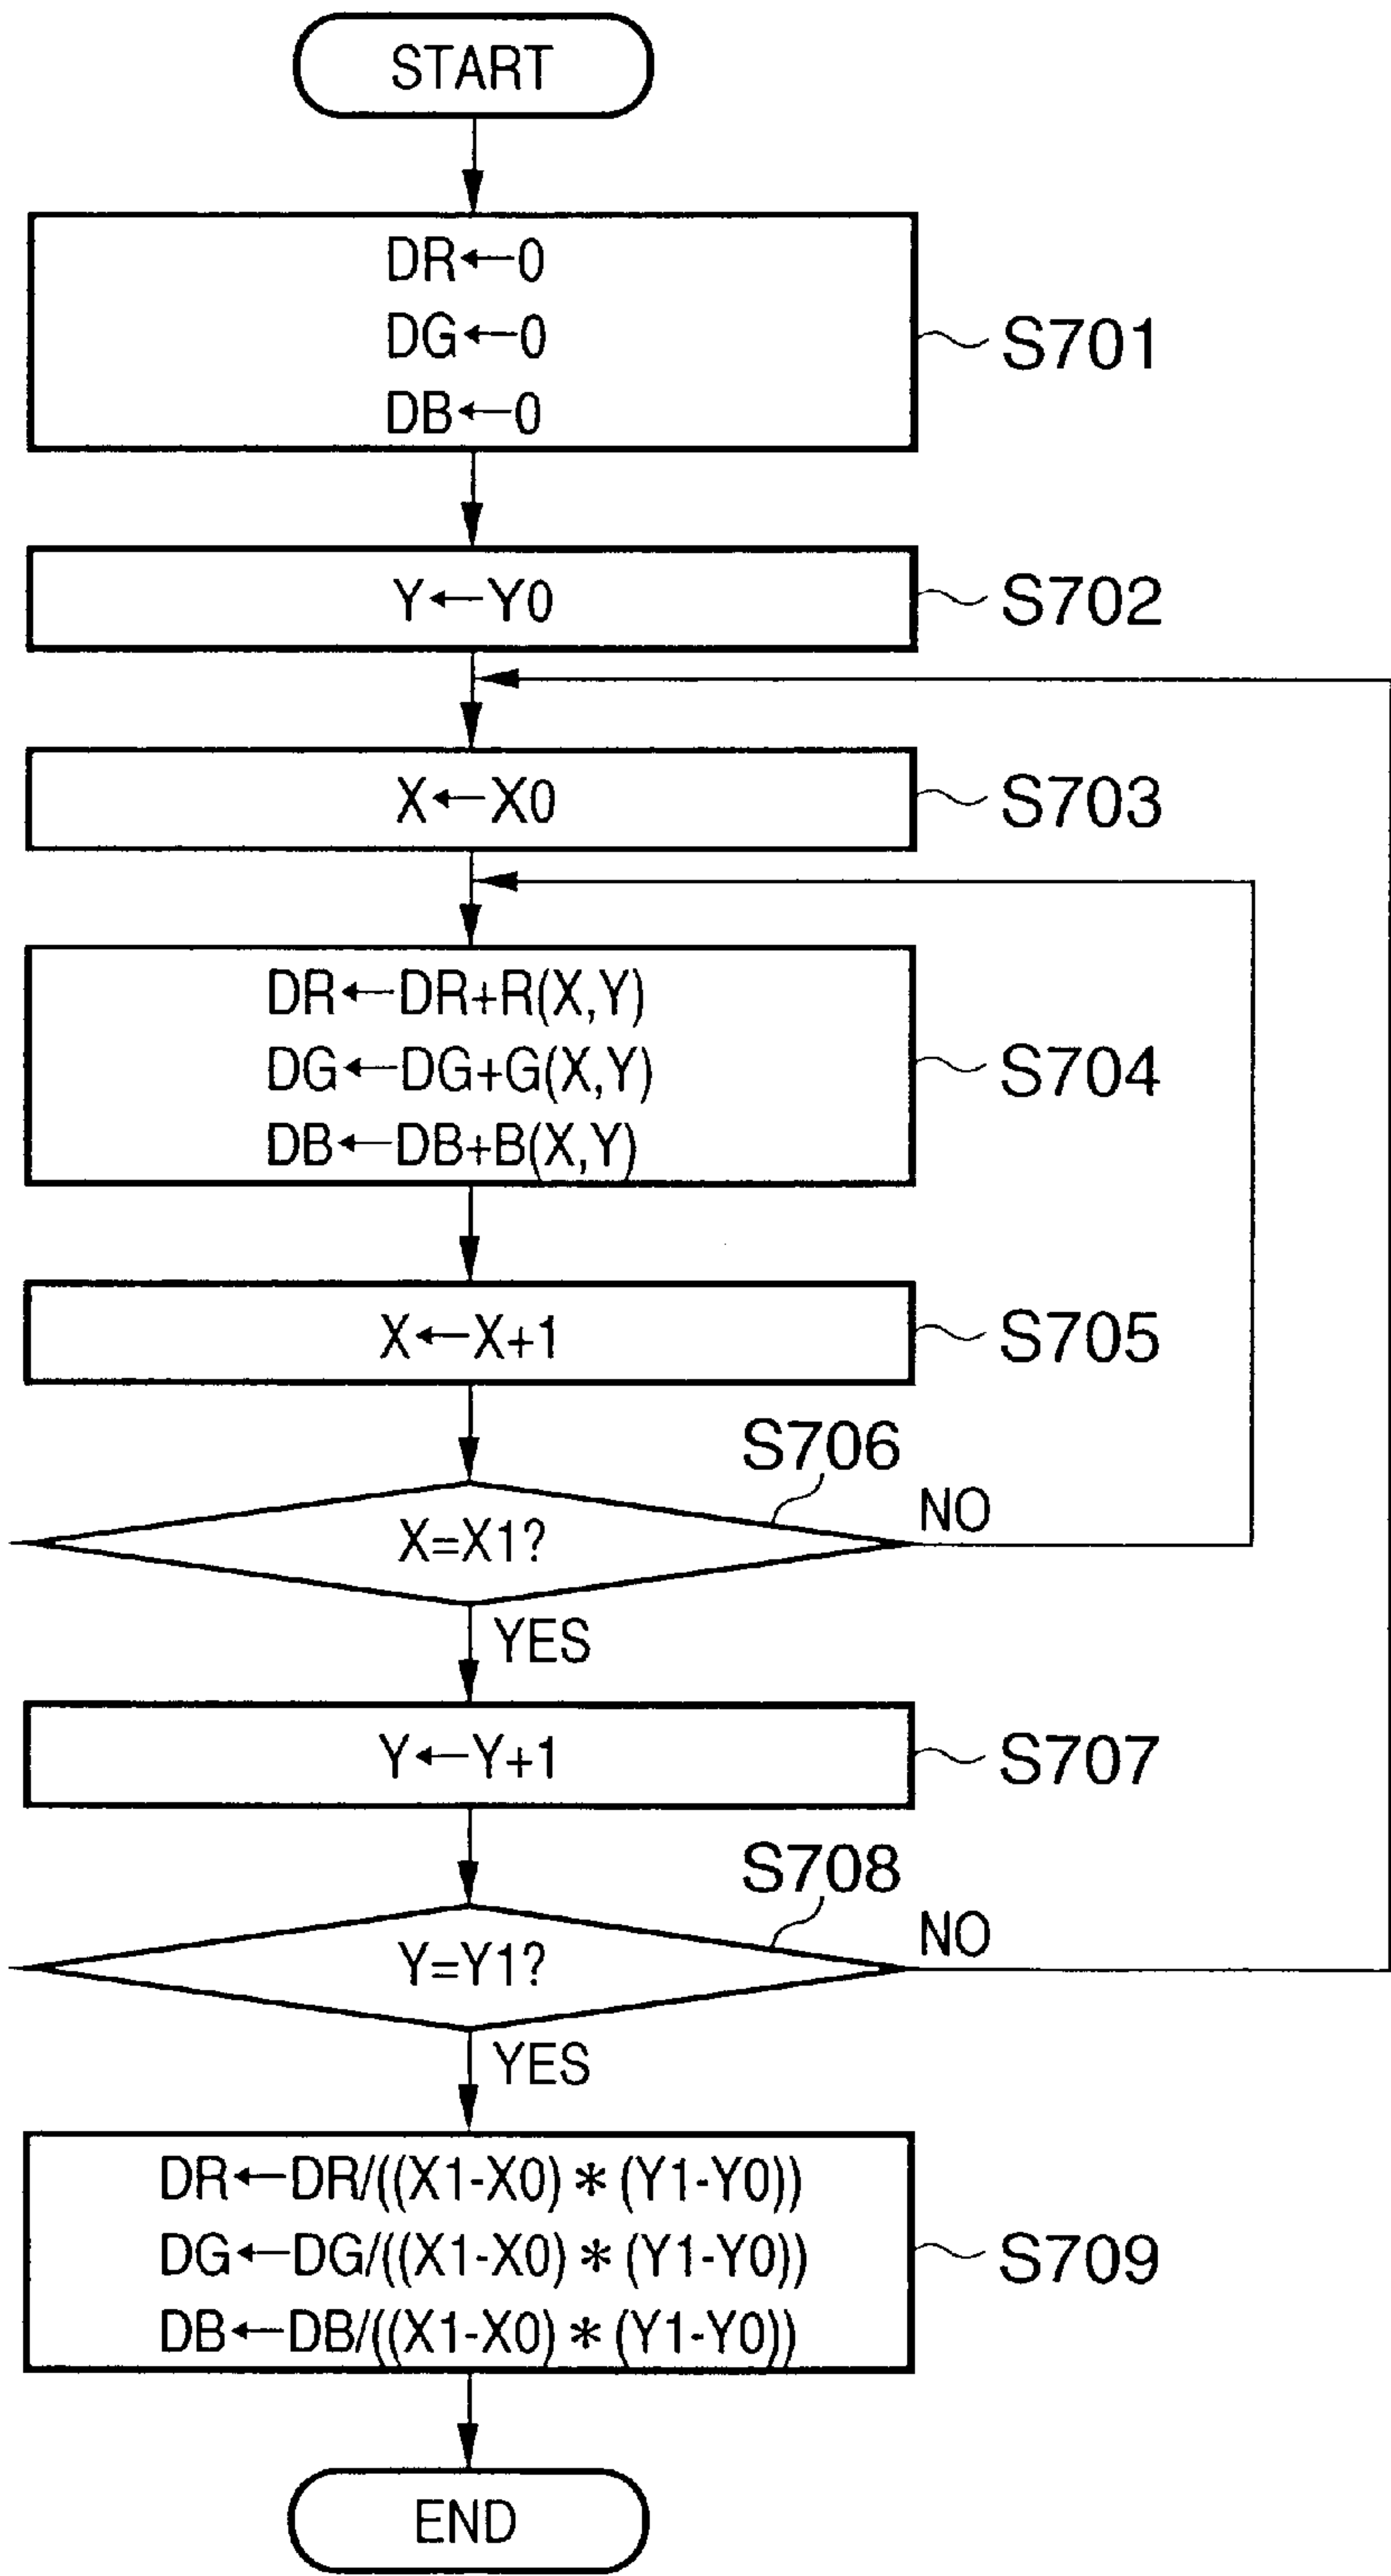 START
DR←0
DG←0
DB←0
S701
Y←Y0
S702
X←X0
S703
DR←DR+R(X,Y)
DG←DG+G(X,Y)
DB←DB+B(X,Y)
S704
X←X+1
S705
S706
X=X1?
NO
YES
Y←Y+1
S707
S708
Y=Y1?
NO
YES
DR←DR/((X1-X0)*(Y1-Y0))
DG←DG/((X1-X0)*(Y1-Y0))
DB←DB/((X1-X0)*(Y1-Y0))
S709
END